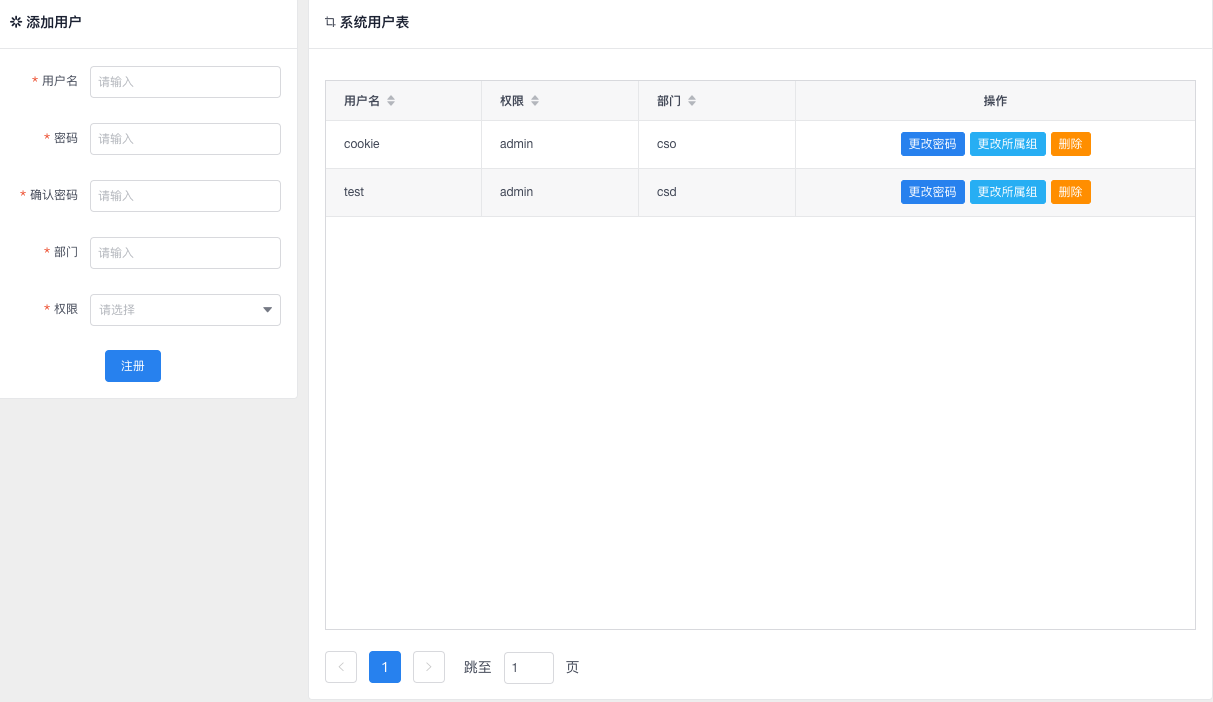 添加用户
* 用户名 请输入
* 密码 请输入
* 确认密码 请输入
* 部门 请输入
* 权限 请选择
注册
系统用户表
用户名 权限 部门 操作
cookie admin cso 更改密码 更改所属组 删除
test admin csd 更改密码 更改所属组 删除
< 1 > 跳至 1 页